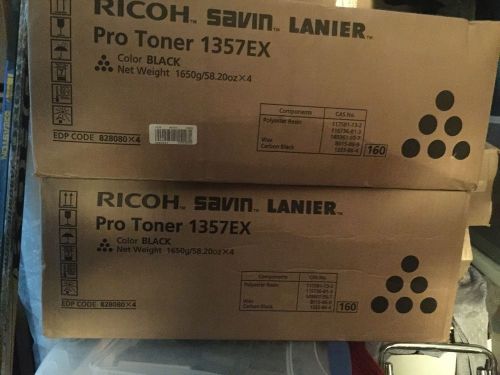 RICOH SAVIN LANIER
Pro Toner 1357EX
Color BLACK
Net Weight 1650g/58.20oz×4
Components CAS.No.
Polyester Resin
Wax
Carbon Black
160
EDP CODE 828080×4
RICOH SAVIN LANIER
Pro Toner 1357EX
Color BLACK
Net Weight 1650g/58.20oz×4
Components CAS.No.
Polyester Resin
Wax
Carbon Black
160
EDP CODE 828080×4